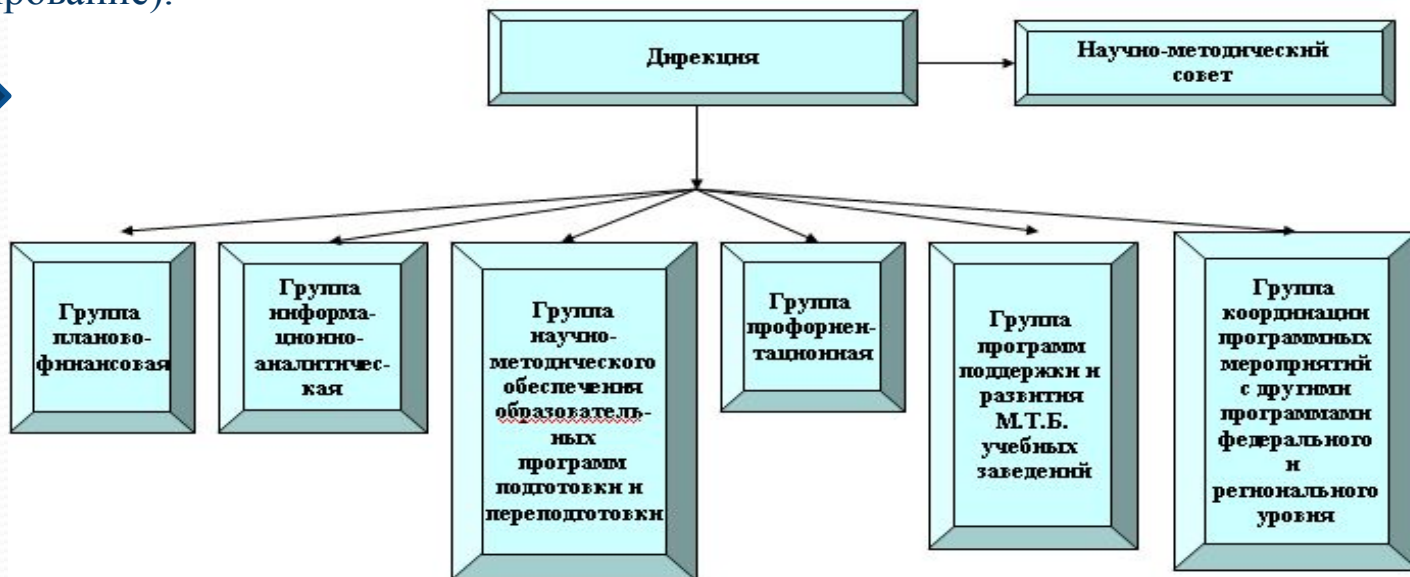 рование).
Дирекция
Научно-методический
совет
Группа
планово-
финансовая
Группа
информа-
ционно-
аналитичес-
кая
Группа
научно-
методического
обеспечения
образователь-
ных
программ
подготовки и
переподготовки
Группа
профориен-
тационная
Группа
программ
поддержки и
развития
М.Т.Б.
учебных
заведений
Группа
координации
программных
мероприятий
с другими
программами
федерального
и
регионального
уровня